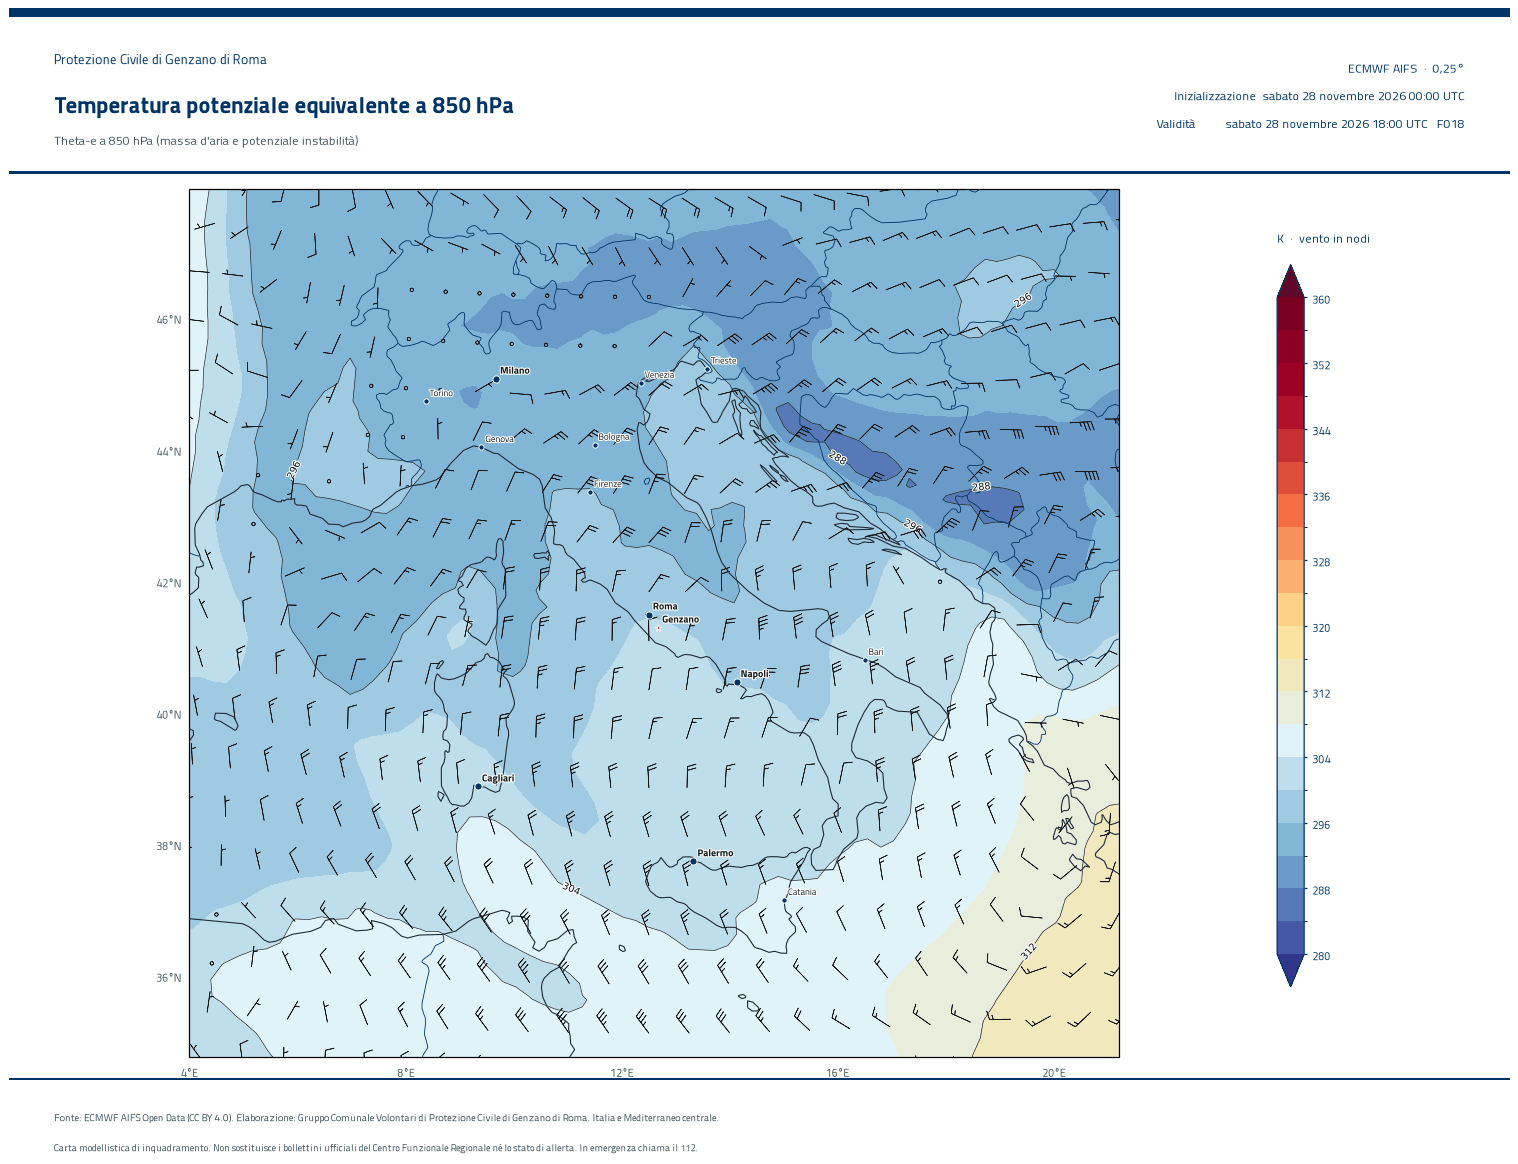 Protezione Civile di Genzano di Roma
Temperatura potenziale equivalente a 850 hPa
Theta-e a 850 hPa (massa d'aria e potenziale instabilità)
ECMWF AIFS · 0,25°
Inizializzazione sabato 28 novembre 2026 00:00 UTC
Validità sabato 28 novembre 2026 18:00 UTC F018
K · vento in nodi
360
352
344
336
328
320
312
304
296
288
280
46°N
44°N
42°N
40°N
38°N
36°N
4°E
8°E
12°E
16°E
20°E
296
Trieste
Milano
Venezia
Torino
Genova
Bologna
288
296
Firenze
288
296
Roma
Genzano
Bari
Napoli
Cagliari
Palermo
304
Catania
312
Fonte: ECMWF AIFS Open Data (CC BY 4.0). Elaborazione: Gruppo Comunale Volontari di Protezione Civile di Genzano di Roma. Italia e Mediterraneo centrale.
Carta modellistica di inquadramento. Non sostituisce i bollettini ufficiali del Centro Funzionale Regionale né lo stato di allerta. In emergenza chiama il 112.